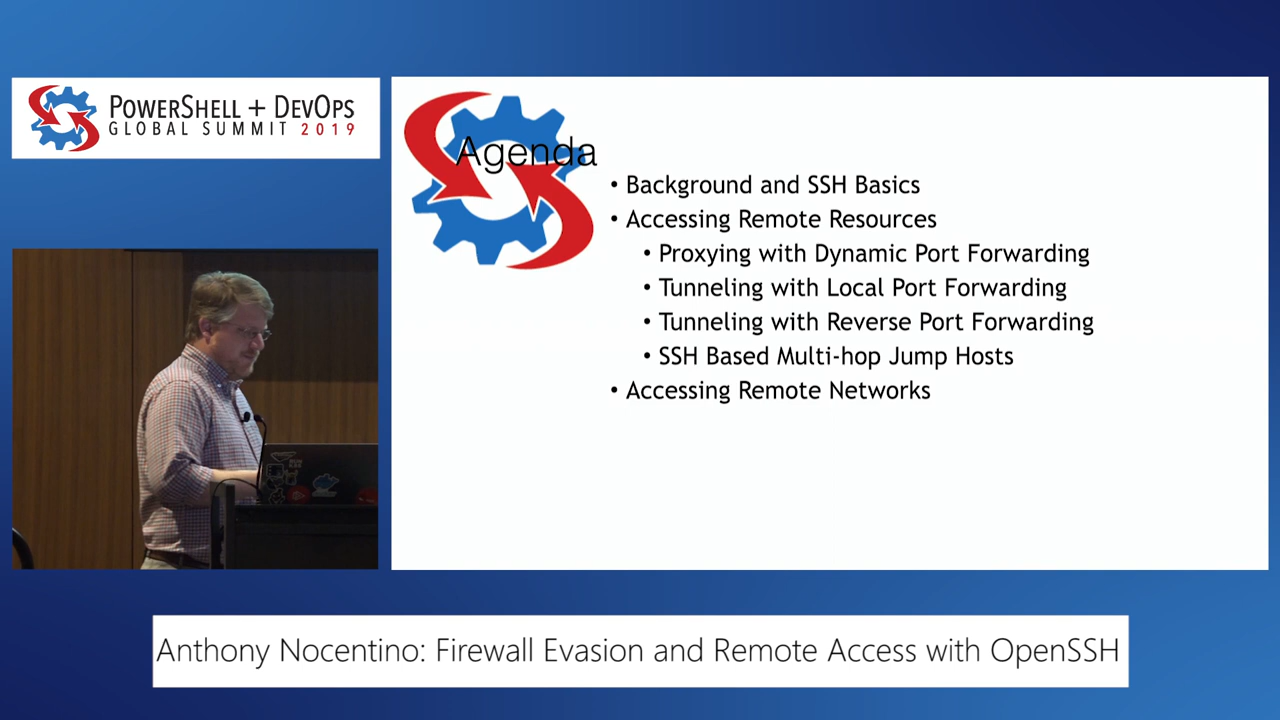 POWERSHELL + DEVOPS
GLOBAL SUMMIT 2019
Agenda
• Background and SSH Basics
• Accessing Remote Resources
• Proxying with Dynamic Port Forwarding
• Tunneling with Local Port Forwarding
• Tunneling with Reverse Port Forwarding
• SSH Based Multi-hop Jump Hosts
• Accessing Remote Networks
Anthony Nocentino: Firewall Evasion and Remote Access with OpenSSH